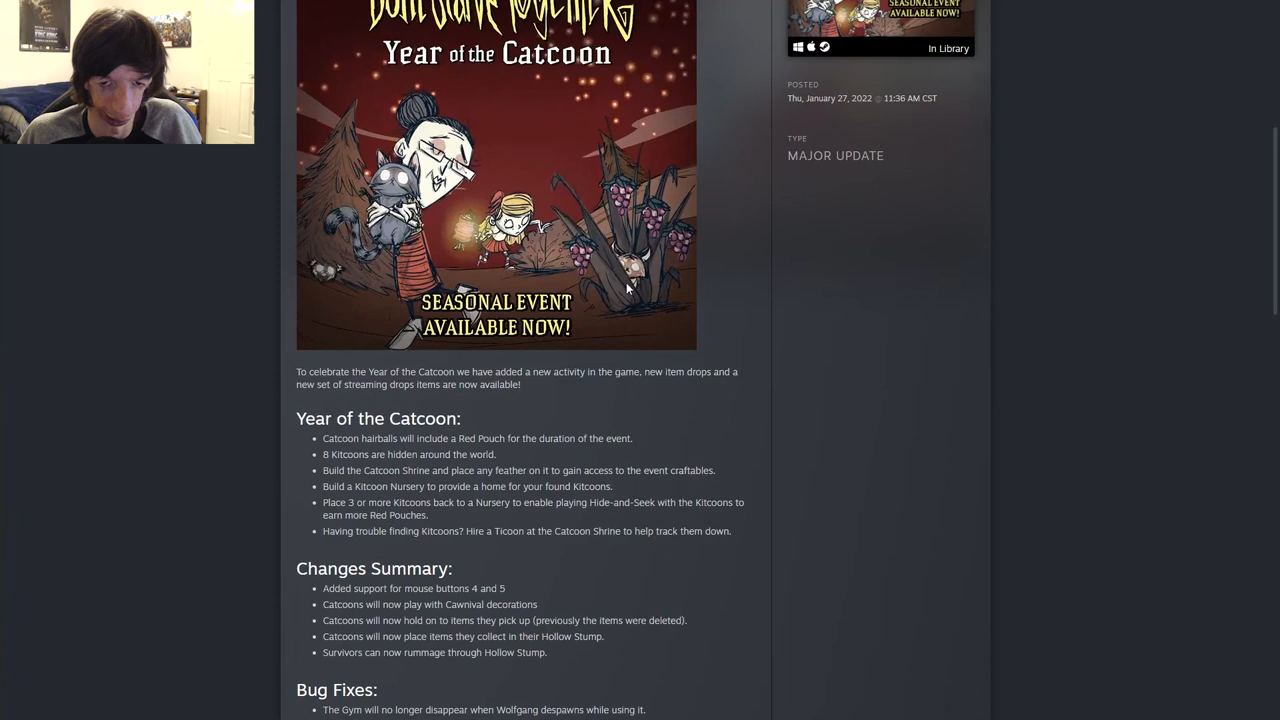 Don't Starve Together
Year of the Catcoon
SEASONAL EVENT
AVAILABLE NOW!
SEASONAL EVENT
AVAILABLE NOW!
In Library
POSTED
Thu, January 27, 2022 @ 11:36 AM CST
TYPE
MAJOR UPDATE
To celebrate the Year of the Catcoon we have added a new activity in the game, new item drops and a
new set of streaming drops items are now available!
Year of the Catcoon:
Catcoon hairballs will include a Red Pouch for the duration of the event.
8 Kitcoons are hidden around the world.
Build the Catcoon Shrine and place any feather on it to gain access to the event craftables.
Build a Kitcoon Nursery to provide a home for your found Kitcoons.
Place 3 or more Kitcoons back to a Nursery to enable playing Hide-and-Seek with the Kitcoons to
earn more Red Pouches.
Having trouble finding Kitcoons? Hire a Ticoon at the Catcoon Shrine to help track them down.
Changes Summary:
Added support for mouse buttons 4 and 5
Catcoons will now play with Cawnival decorations
Catcoons will now hold on to items they pick up (previously the items were deleted).
Catcoons will now place items they collect in their Hollow Stump.
Survivors can now rummage through Hollow Stump.
Bug Fixes:
The Gym will no longer disappear when Wolfgang despawns while using it.